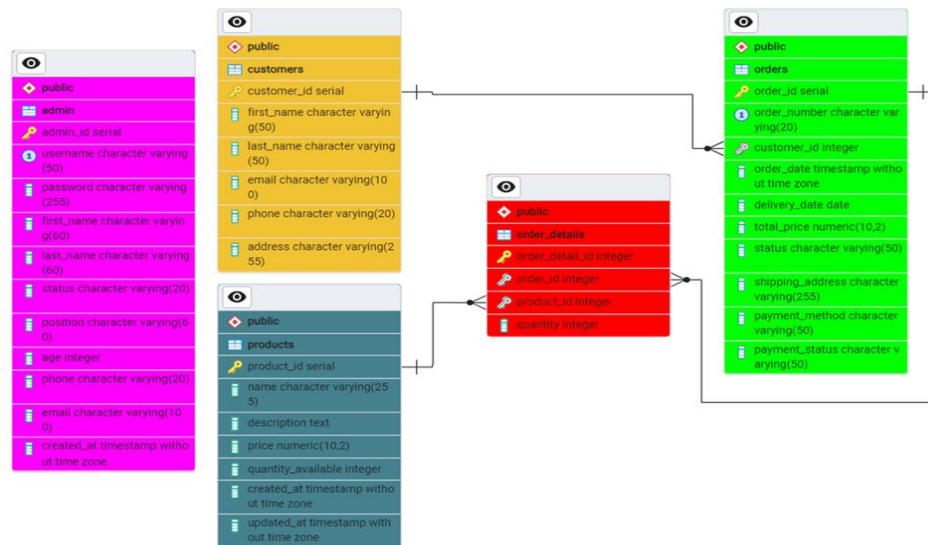 public
admin
admin_id serial
username character varying
(50)
password character varying
(255)
first_name character varyin
g(60)
last_name character varying
(60)
status character varying(20)
position character varying(6
0)
age integer
phone character varying(20)
email character varying(10
0)
created_at timestamp witho
ut time zone
public
customers
customer_id serial
first_name character varyin
g(50)
last_name character varying
(50)
email character varying(10
0)
phone character varying(20)
address character varying(2
55)
public
products
product_id serial
name character varying(25
5)
description text
price numeric(10,2)
quantity_available integer
created_at timestamp witho
ut time zone
updated_at timestamp with
out time zone
public
order_details
order_detail_id integer
order_id integer
product_id integer
quantity integer
public
orders
order_id serial
1
order_number character var
ying(20)
customer_id integer
order_date timestamp witho
ut time zone
delivery_date date
total_price numeric(10,2)
status character varying(50)
shipping_address character
varying(255)
payment_method character
varying(50)
payment_status character v
arying(50)